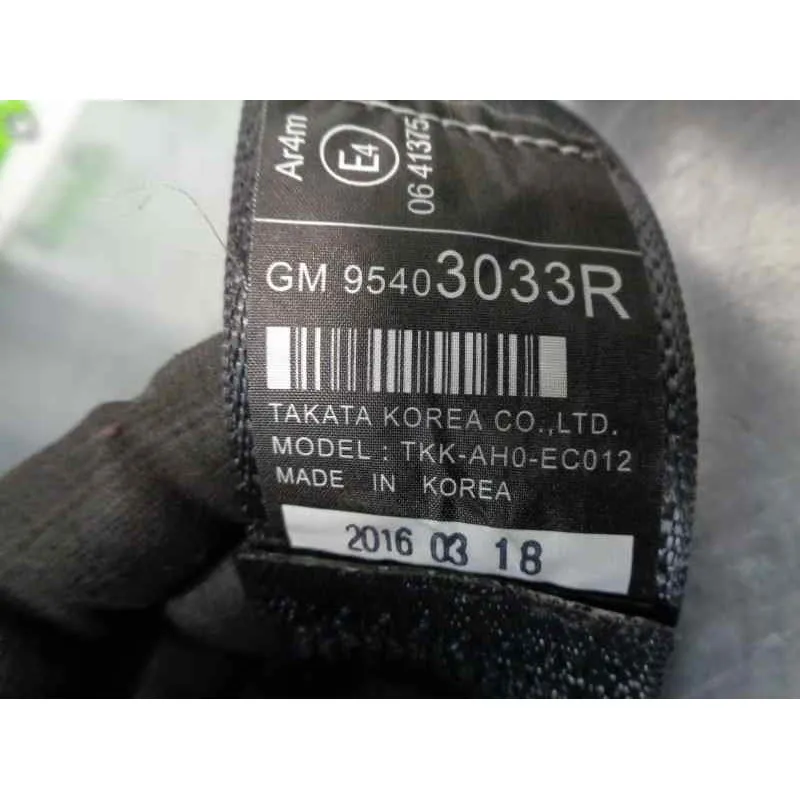 Ar4m E4 06 41375
GM 95403033R
TAKATA KOREA CO.,LTD.
MODEL : TKK-AH0-EC012
MADE IN KOREA
2016 03 18